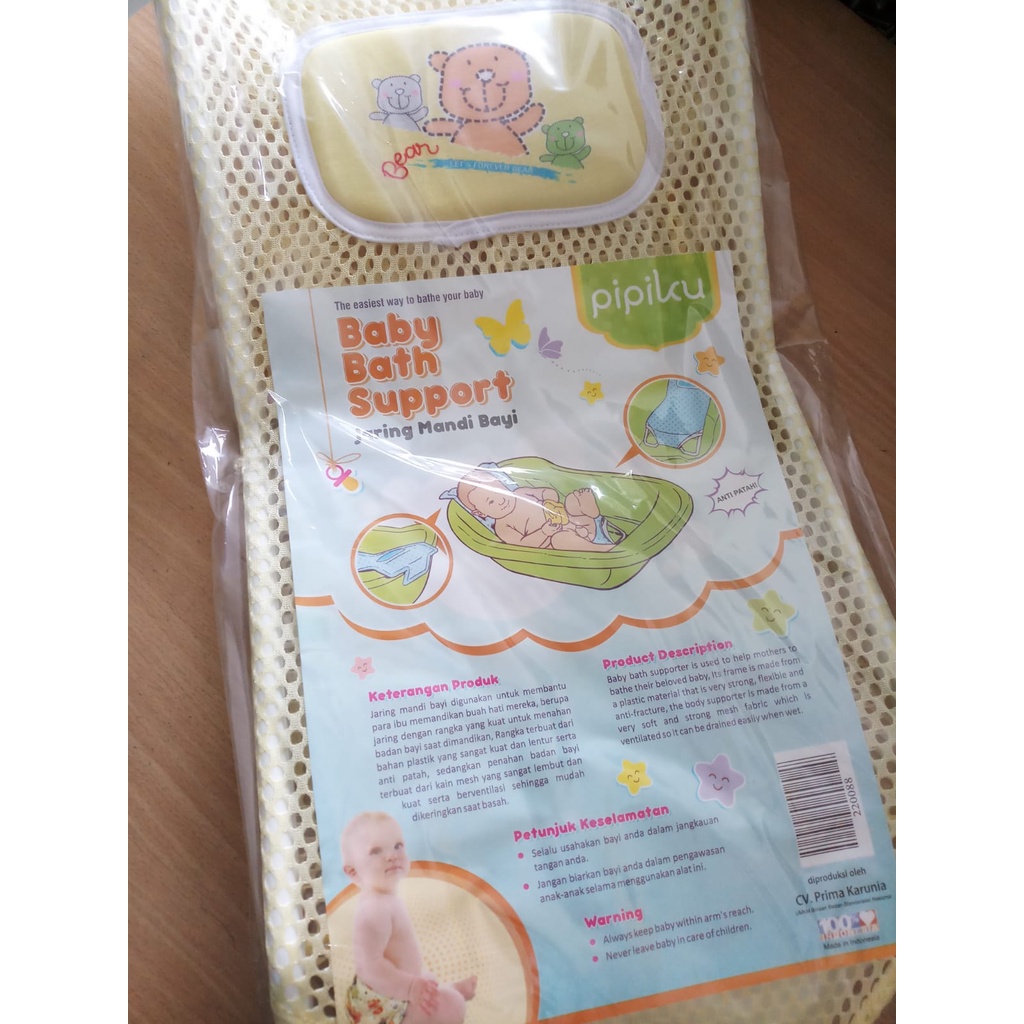 Bear
The easiest way to bathe your baby
pipiku
Baby
Bath
Support
Jaring Mandi Bayi
ANTI PATAH!
Keterangan Produk
Jaring mandi bayi digunakan untuk membantu
para ibu memandikan buah hati mereka, berupa
jaring dengan rangka yang kuat untuk menahan
badan bayi saat dimandikan, Rangka terbuat dari
bahan plastik yang sangat kuat dan lentur serta
anti patah, sedangkan penahan badan bayi
terbuat dari kain mesh yang sangat lembut dan
kuat serta berventilasi sehingga mudah
dikeringkan saat basah.
Product Description
Baby bath supporter is used to help mothers to
bathe their beloved baby, Its frame is made from
a plastic material that is very strong, flexible and
anti-fracture, the body supporter is made from a
very soft and strong mesh fabric which is
ventilated so it can be drained easliy when wet.
Petunjuk Keselamatan
• Selalu usahakan bayi anda dalam jangkauan
tangan anda.
• Jangan biarkan bayi anda dalam pengawasan
anak-anak selama menggunakan alat ini.
Warning
• Always keep baby within arm's reach.
• Never leave baby in care of children.
220088
diproduksi oleh
CV. Prima Karunia
100%
Made in Indonesia